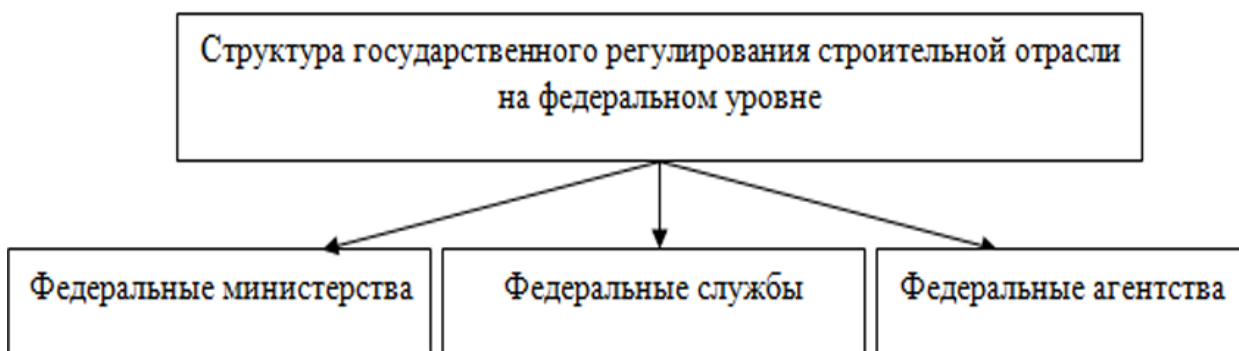 Структура государственного регулирования строительной отрасли
на федеральном уровне
Федеральные министерства
Федеральные службы
Федеральные агентства